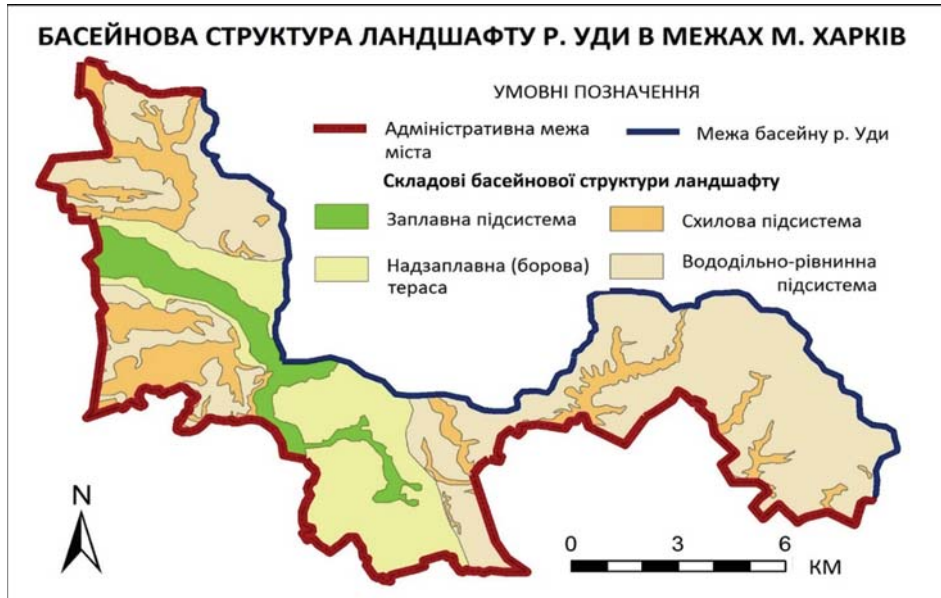 БАСЕЙНОВА СТРУКТУРА ЛАНДШАФТУ Р. УДИ В МЕЖАХ М. ХАРКІВ
УМОВНІ ПОЗНАЧЕННЯ
Адміністративна межа
міста
Межа басейну р. Уди
Складові басейнової структури ландшафту
Заплавна підсистема
Схилова підсистема
Надзаплавна (борова)
тераса
Вододільно-рівнинна
підсистема
N
0 3 6
КМ